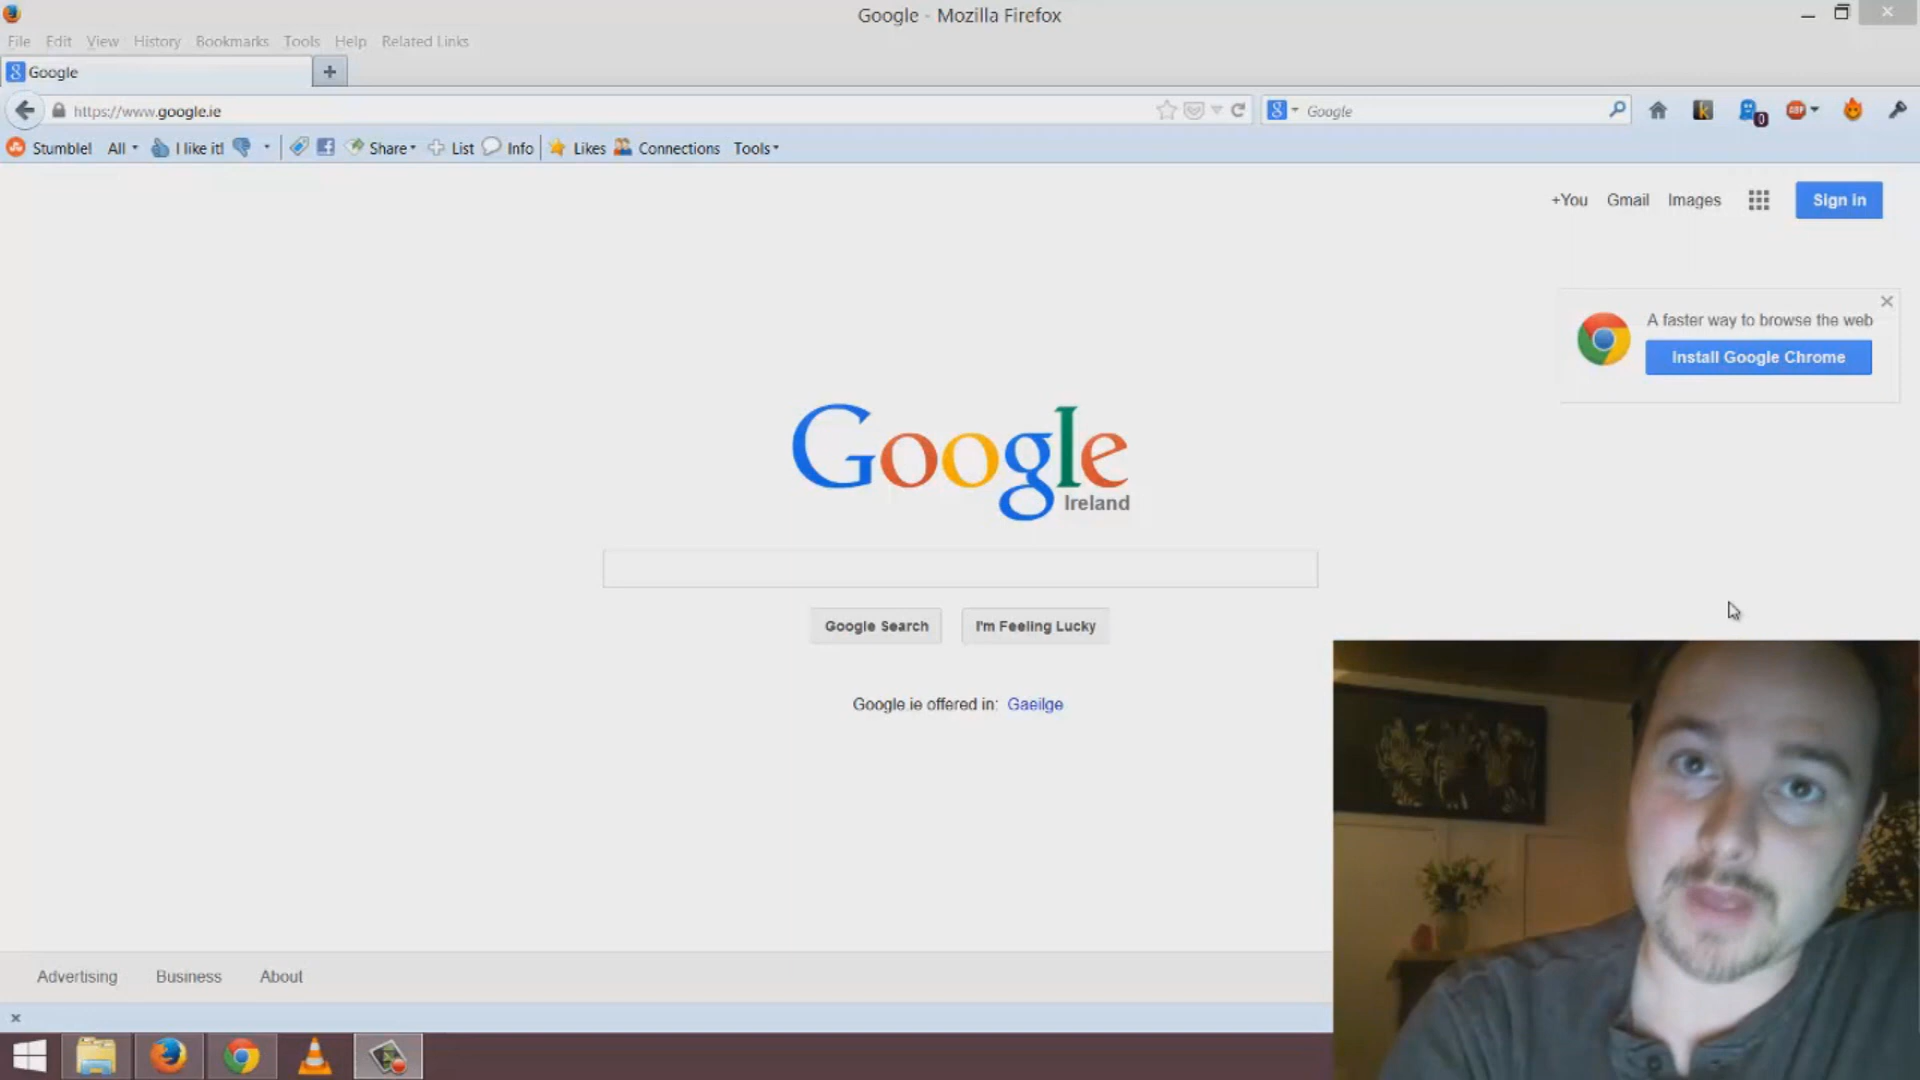 Google - Mozilla Firefox
File Edit View History Bookmarks Tools Help Related Links
Google
https://www.google.ie
Google
Stumble! All I like it! Share List Info Likes Connections Tools
+You Gmail Images Sign in
A faster way to browse the web
Install Google Chrome
Google
Ireland
Google Search I'm Feeling Lucky
Google.ie offered in: Gaeilge
Advertising Business About